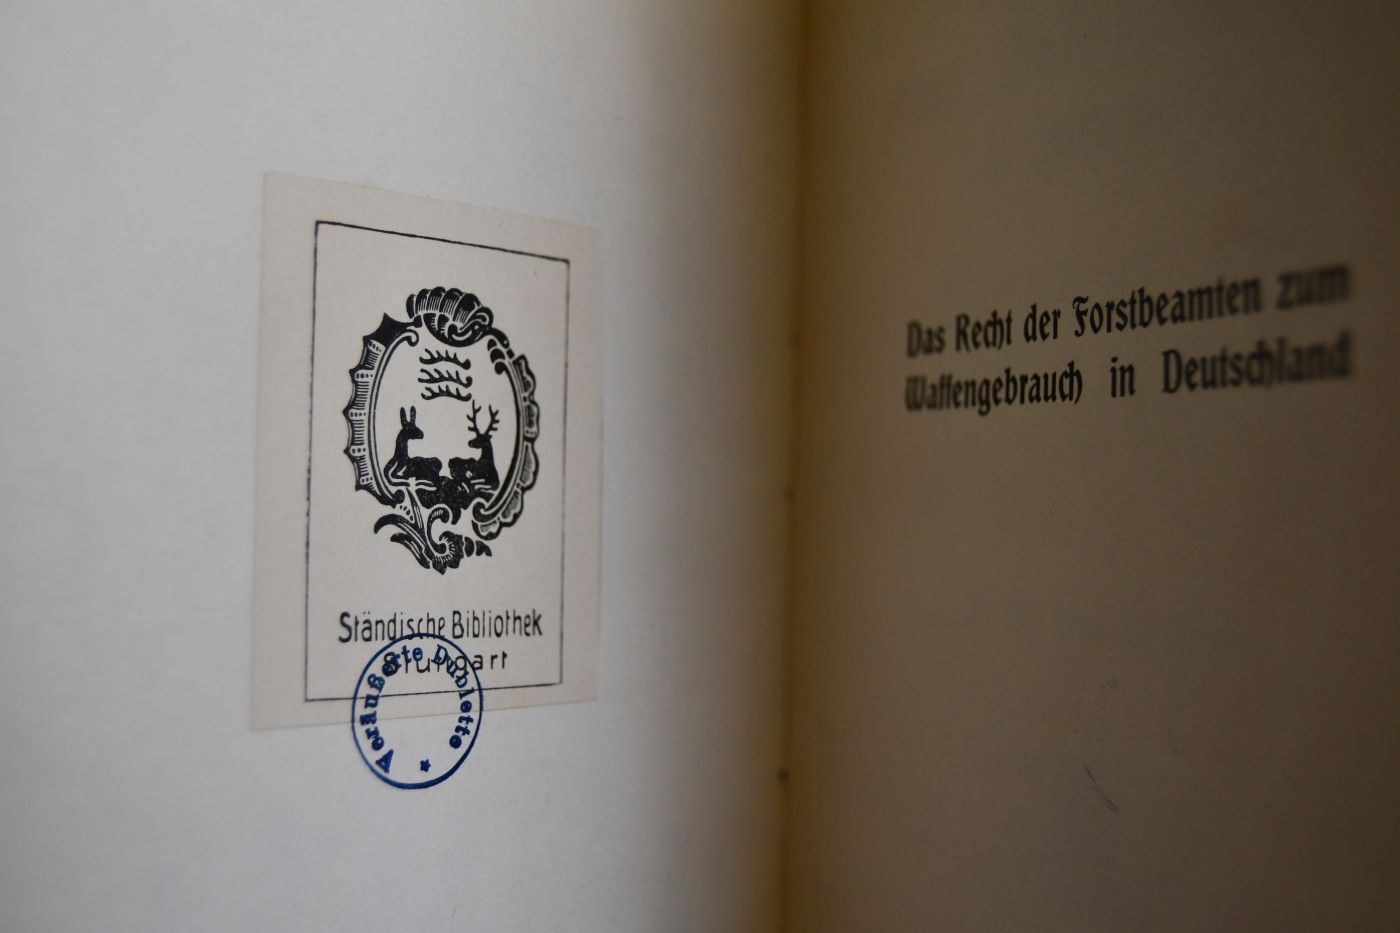 Ständische Bibliothek
Stuttgart
Veräußerte Dublette *
Das Recht der Forstbeamten zum
Waffengebrauch in Deutschland